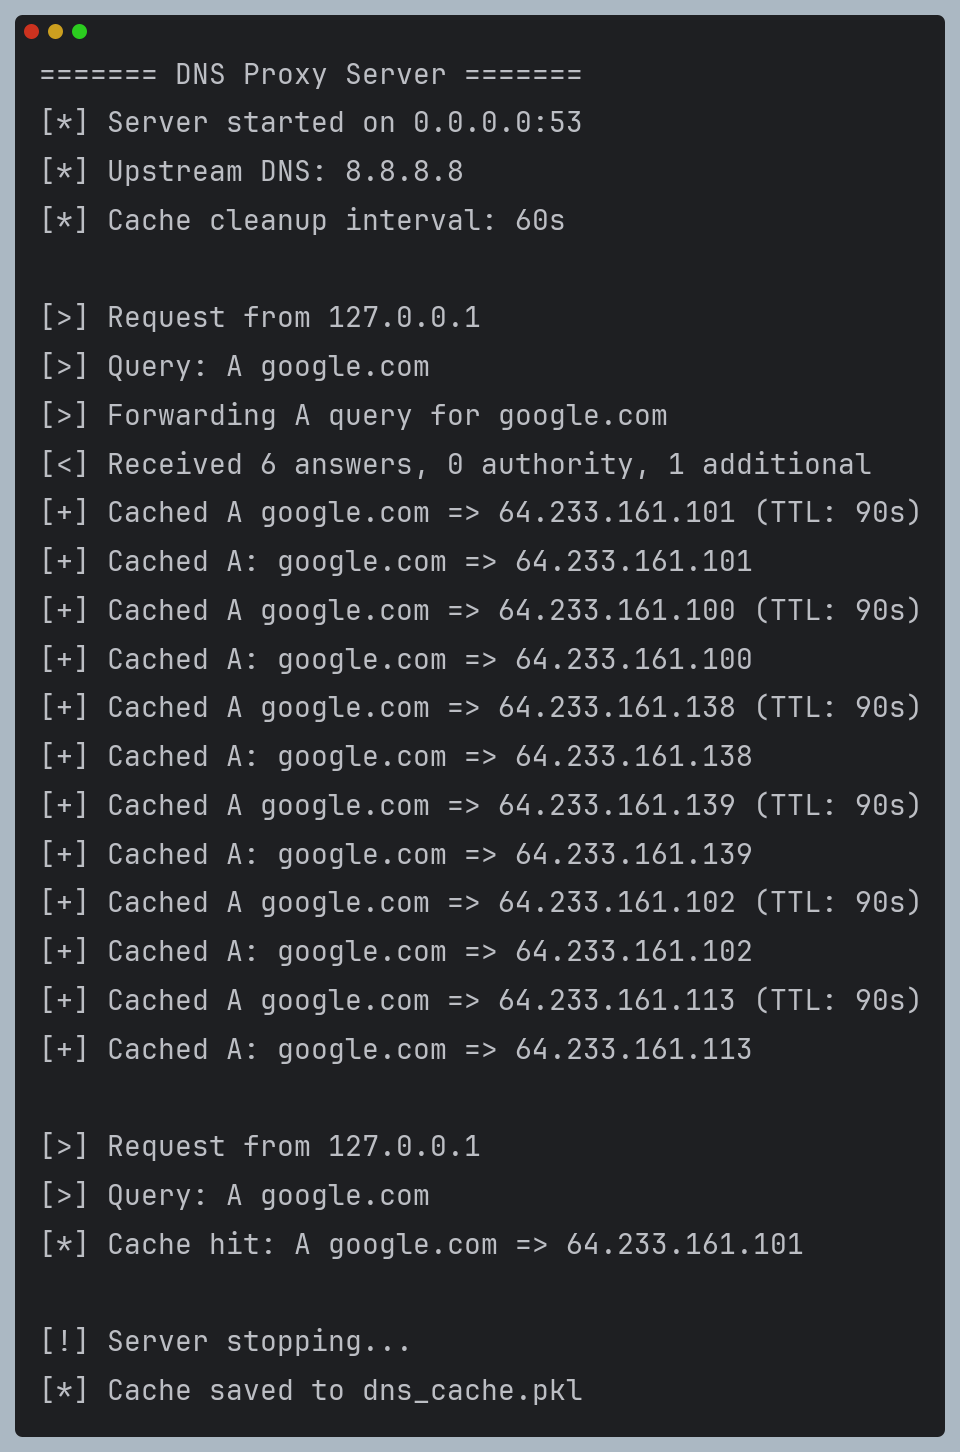 ======= DNS Proxy Server =======
[*] Server started on 0.0.0.0:53
[*] Upstream DNS: 8.8.8.8
[*] Cache cleanup interval: 60s
[>] Request from 127.0.0.1
[>] Query: A google.com
[>] Forwarding A query for google.com
[<] Received 6 answers, 0 authority, 1 additional
[+] Cached A google.com => 64.233.161.101 (TTL: 90s)
[+] Cached A: google.com => 64.233.161.101
[+] Cached A google.com => 64.233.161.100 (TTL: 90s)
[+] Cached A: google.com => 64.233.161.100
[+] Cached A google.com => 64.233.161.138 (TTL: 90s)
[+] Cached A: google.com => 64.233.161.138
[+] Cached A google.com => 64.233.161.139 (TTL: 90s)
[+] Cached A: google.com => 64.233.161.139
[+] Cached A google.com => 64.233.161.102 (TTL: 90s)
[+] Cached A: google.com => 64.233.161.102
[+] Cached A google.com => 64.233.161.113 (TTL: 90s)
[+] Cached A: google.com => 64.233.161.113
[>] Request from 127.0.0.1
[>] Query: A google.com
[*] Cache hit: A google.com => 64.233.161.101
[!] Server stopping...
[*] Cache saved to dns_cache.pkl